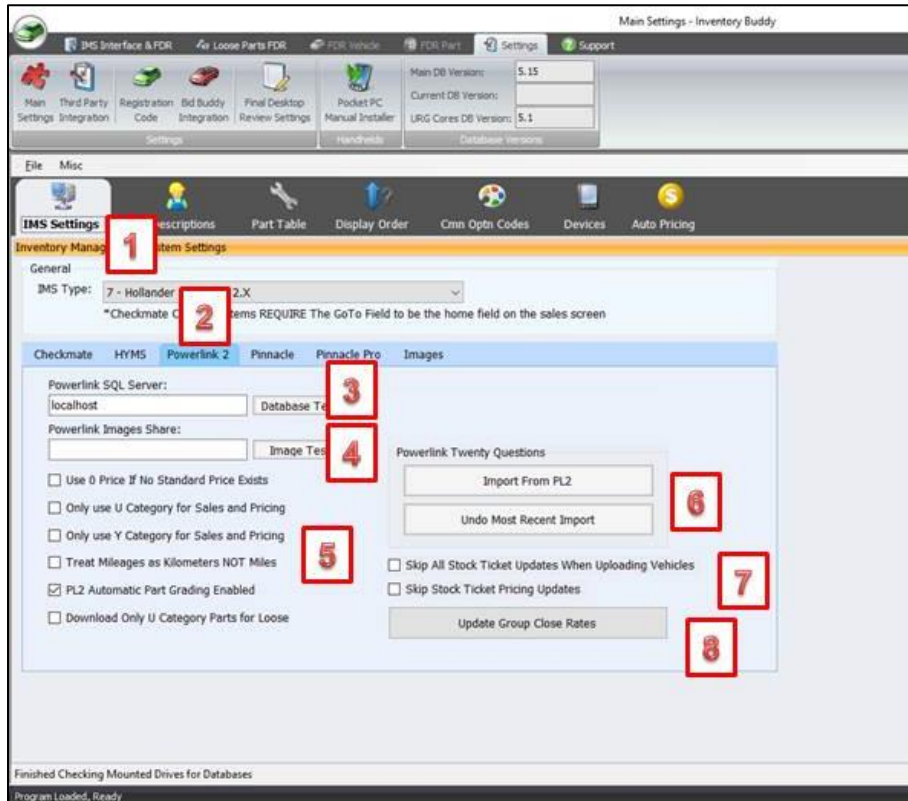 Main Settings - Inventory Buddy
IMS Interface & FDR Loose Parts FDR FDR Vehicle FDR Part Settings Support
Main Settings Third Party Integration Registration Code Bid Buddy Integration Final Desktop Review Settings Pocket PC Manual Installer
Main DB Version: 5.15
Current DB Version:
URG Cores DB Version: 5.1
Settings Handhelds Database Versions
File Misc
IMS Settings escriptions Part Table Display Order Cmn Optn Codes Devices Auto Pricing
1
Inventory Manag stem Settings
General
IMS Type: 7 - Hollander 2.X
2
*Checkmate C tems REQUIRE The GoTo Field to be the home field on the sales screen
Checkmate HYMS Powerlink 2 Pinnacle Pinnacle Pro Images
Powerlink SQL Server:
localhost Database Te
3
Powerlink Images Share:
Image Tes
4
Use 0 Price If No Standard Price Exists
Only use U Category for Sales and Pricing
Only use Y Category for Sales and Pricing
Treat Mileages as Kilometers NOT Miles
PL2 Automatic Part Grading Enabled
Download Only U Category Parts for Loose
5
Powerlink Twenty Questions
Import From PL2
Undo Most Recent Import
6
Skip All Stock Ticket Updates When Uploading Vehicles
Skip Stock Ticket Pricing Updates
7
Update Group Close Rates
8
Finished Checking Mounted Drives for Databases
Program Loaded, Ready